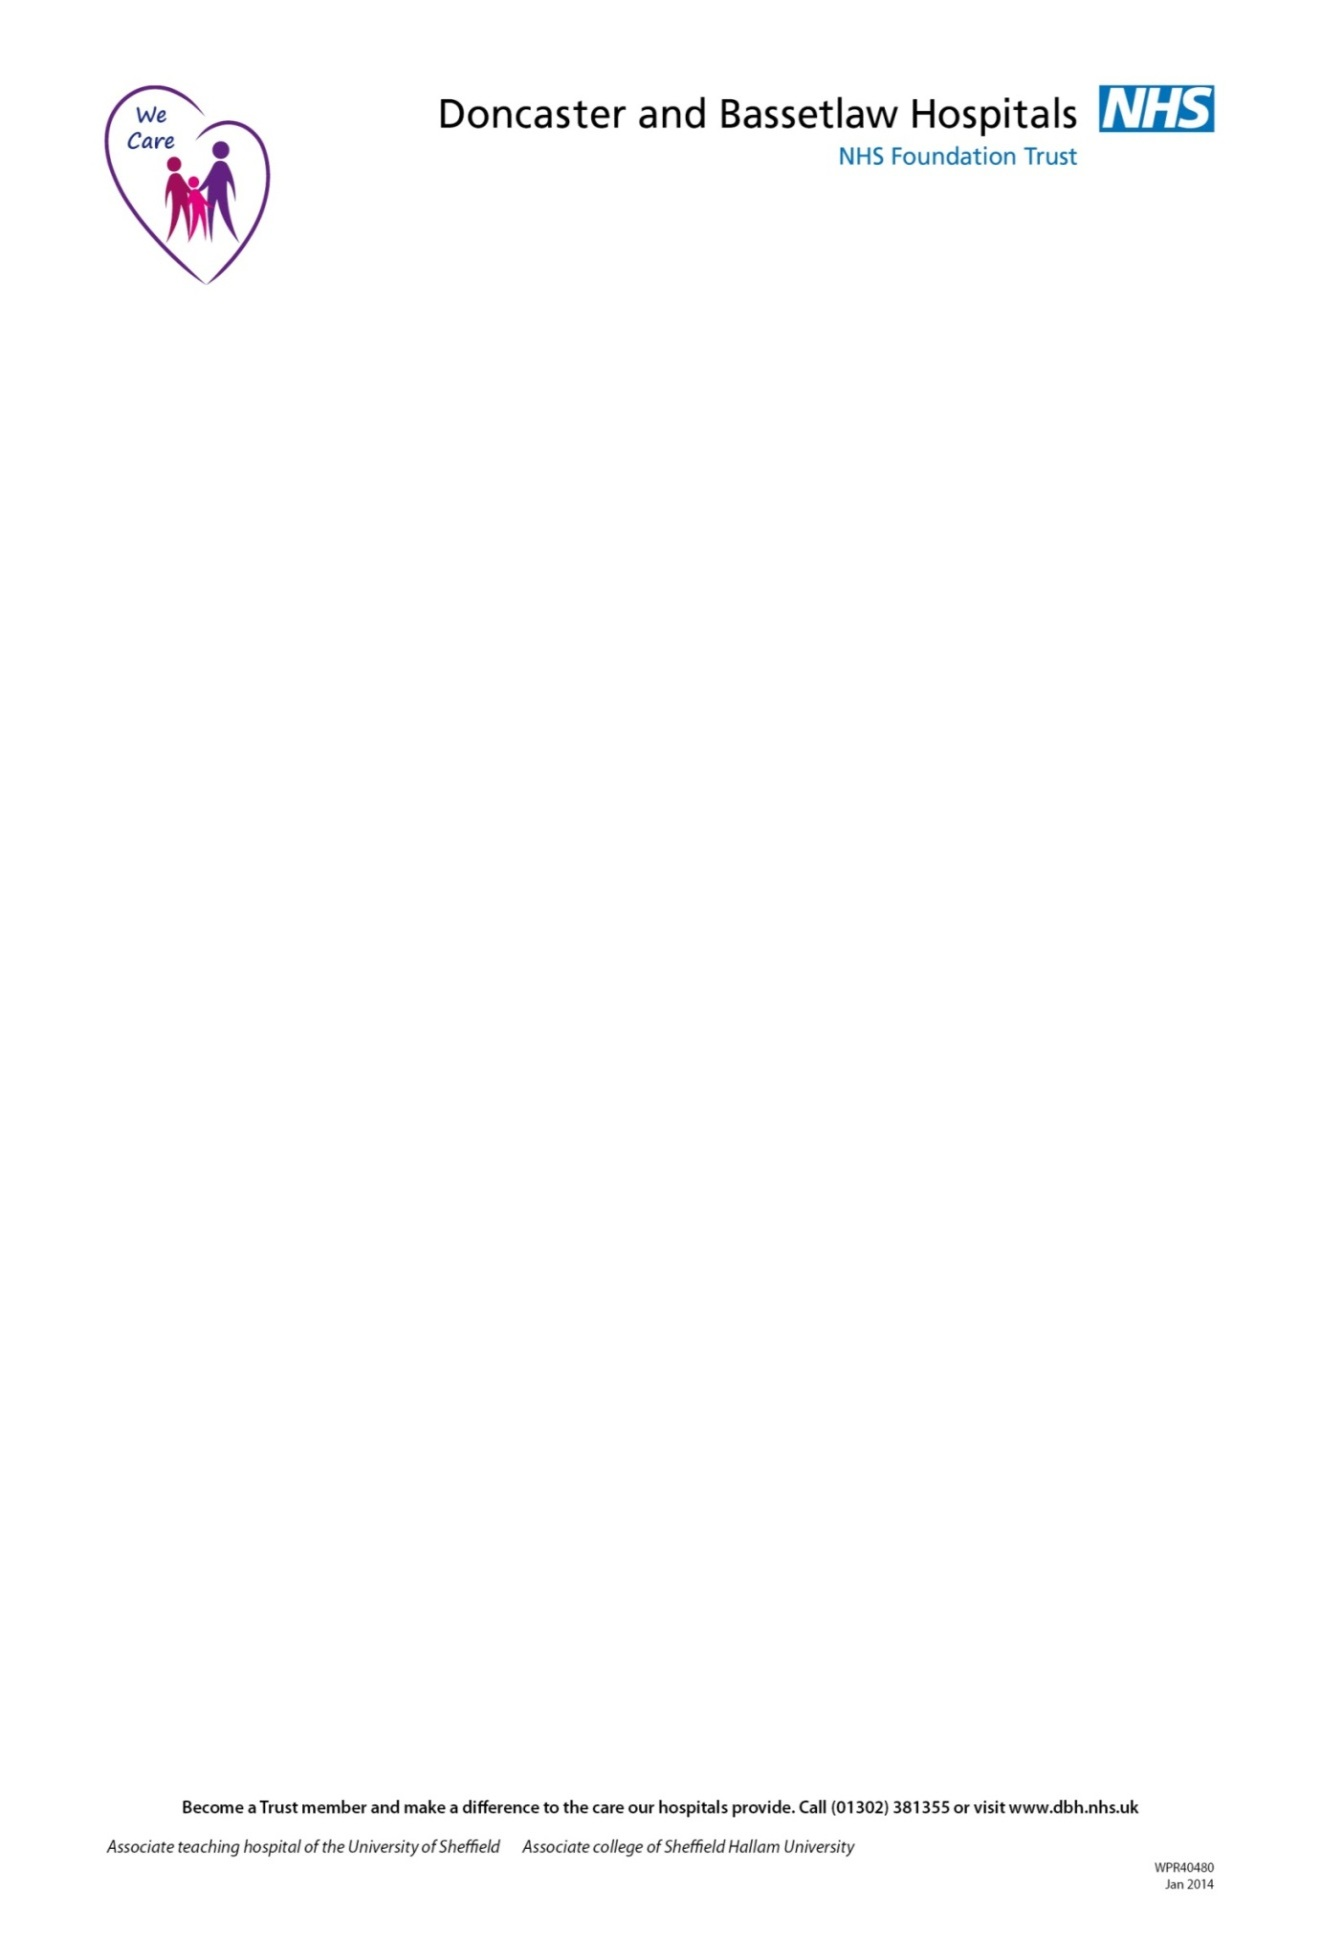 We
Care
Doncaster and Bassetlaw Hospitals NHS
NHS Foundation Trust
Become a Trust member and make a difference to the care our hospitals provide. Call (01302) 381355 or visit www.dbh.nhs.uk
Associate teaching hospital of the University of Sheffield Associate college of Sheffield Hallam University
WPR40480
Jan 2014